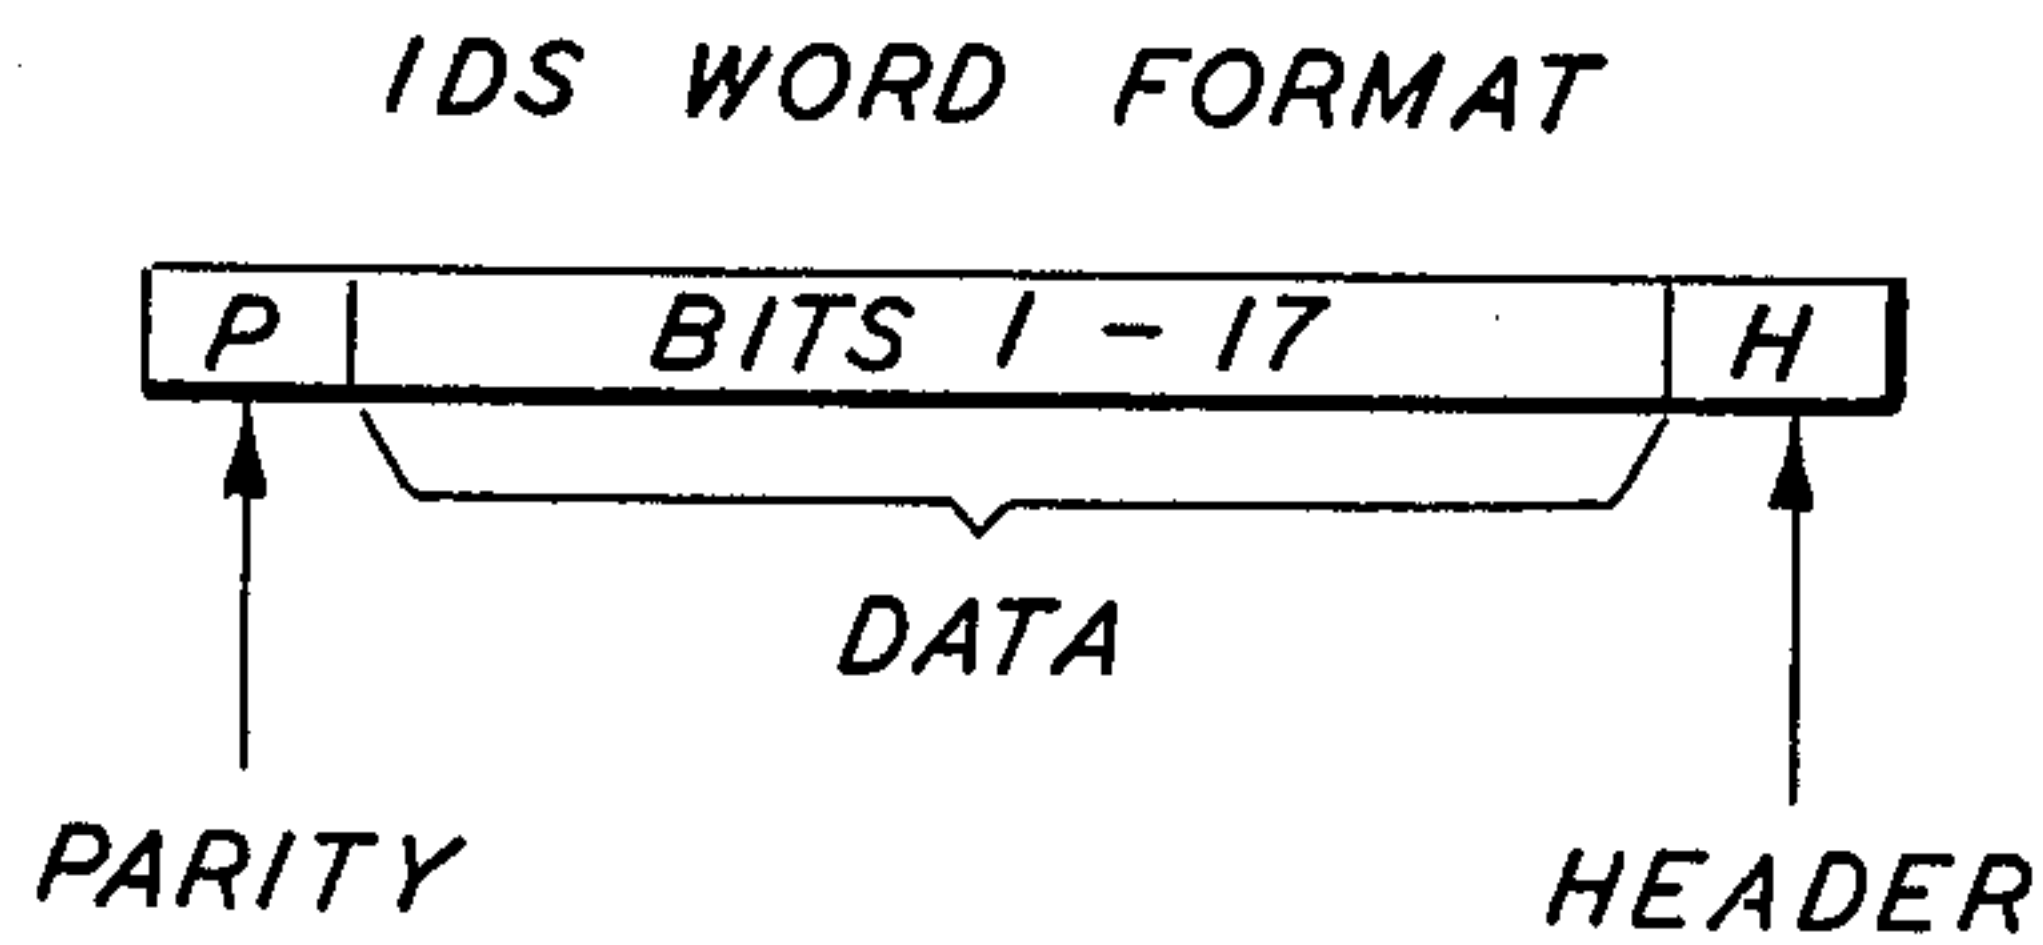 IDS WORD FORMAT
P BITS 1 - 17 H
DATA
PARITY HEADER